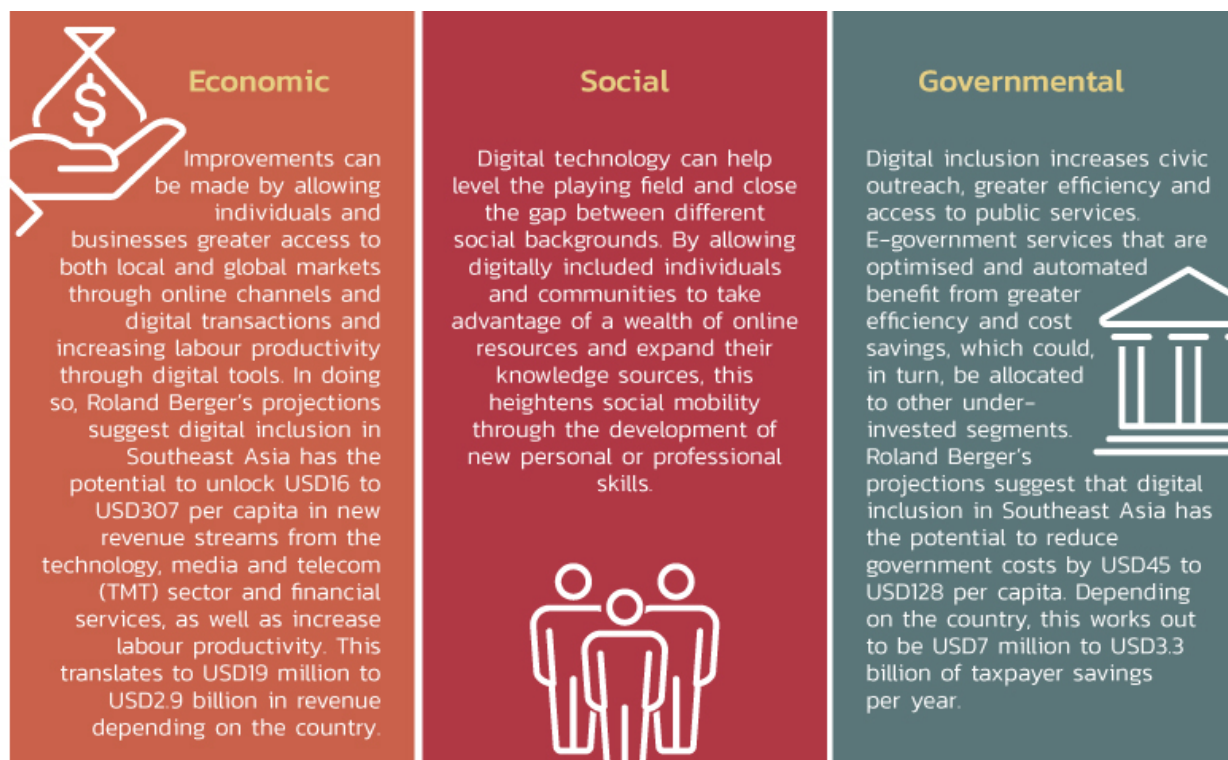 Economic
Improvements can
be made by allowing
individuals and
businesses greater access to
both local and global markets
through online channels and
digital transactions and
increasing labour productivity
through digital tools. In doing
so, Roland Berger's projections
suggest digital inclusion in
Southeast Asia has the
potential to unlock USD16 to
USD307 per capita in new
revenue streams from the
technology, media and telecom
(TMT) sector and financial
services, as well as increase
labour productivity. This
translates to USD19 million to
USD2.9 billion in revenue
depending on the country.
Social
Digital technology can help
level the playing field and close
the gap between different
social backgrounds. By allowing
digitally included individuals
and communities to take
advantage of a wealth of online
resources and expand their
knowledge sources, this
heightens social mobility
through the development of
new personal or professional
skills.
Governmental
Digital inclusion increases civic
outreach, greater efficiency and
access to public services.
E-government services that are
optimised and automated
benefit from greater
efficiency and cost
savings, which could,
in turn, be allocated
to other under-
invested segments.
Roland Berger's
projections suggest that digital
inclusion in Southeast Asia has
the potential to reduce
government costs by USD45 to
USD128 per capita. Depending
on the country, this works out
to be USD7 million to USD3.3
billion of taxpayer savings
per year.
$